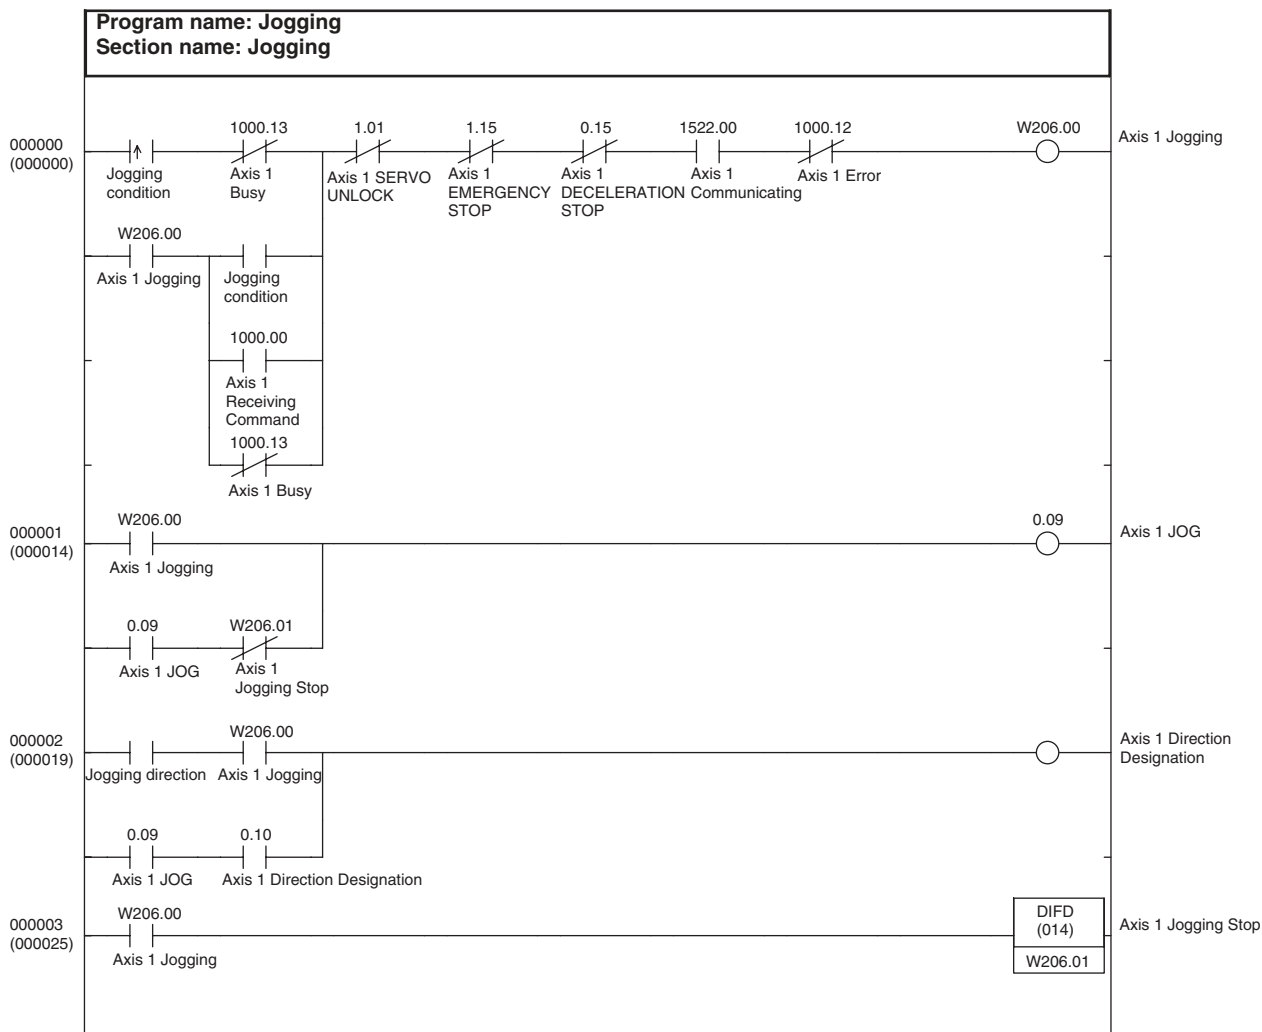 Program name: Jogging
Section name: Jogging
000000
(000000)
1000.13
1.01
1.15
0.15
1522.00
1000.12
W206.00
Axis 1 Jogging
Jogging
condition
Axis 1
Busy
Axis 1 SERVO
UNLOCK
Axis 1
EMERGENCY
STOP
Axis 1
DECELERATION
STOP
Axis 1
Communicating
Axis 1 Error
W206.00
Axis 1 Jogging
Jogging
condition
1000.00
Axis 1
Receiving
Command
1000.13
Axis 1 Busy
000001
(000014)
W206.00
Axis 1 Jogging
0.09
Axis 1 JOG
0.09
Axis 1 JOG
W206.01
Axis 1
Jogging Stop
000002
(000019)
Jogging direction
W206.00
Axis 1 Jogging
Axis 1 Direction
Designation
0.09
Axis 1 JOG
0.10
Axis 1 Direction Designation
000003
(000025)
W206.00
Axis 1 Jogging
DIFD
(014)
W206.01
Axis 1 Jogging Stop